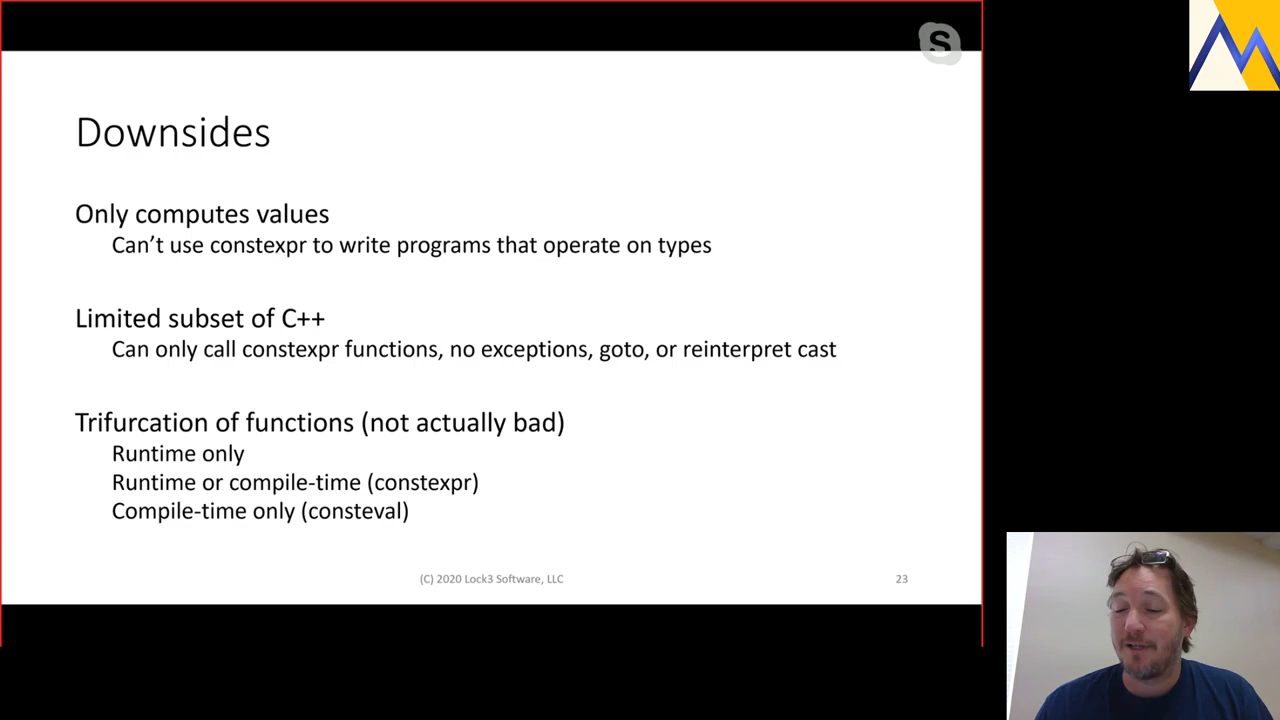 S
Downsides
Only computes values
Can't use constexpr to write programs that operate on types
Limited subset of C++
Can only call constexpr functions, no exceptions, goto, or reinterpret cast
Trifurcation of functions (not actually bad)
Runtime only
Runtime or compile-time (constexpr)
Compile-time only (consteval)
(C) 2020 Lock3 Software, LLC
23